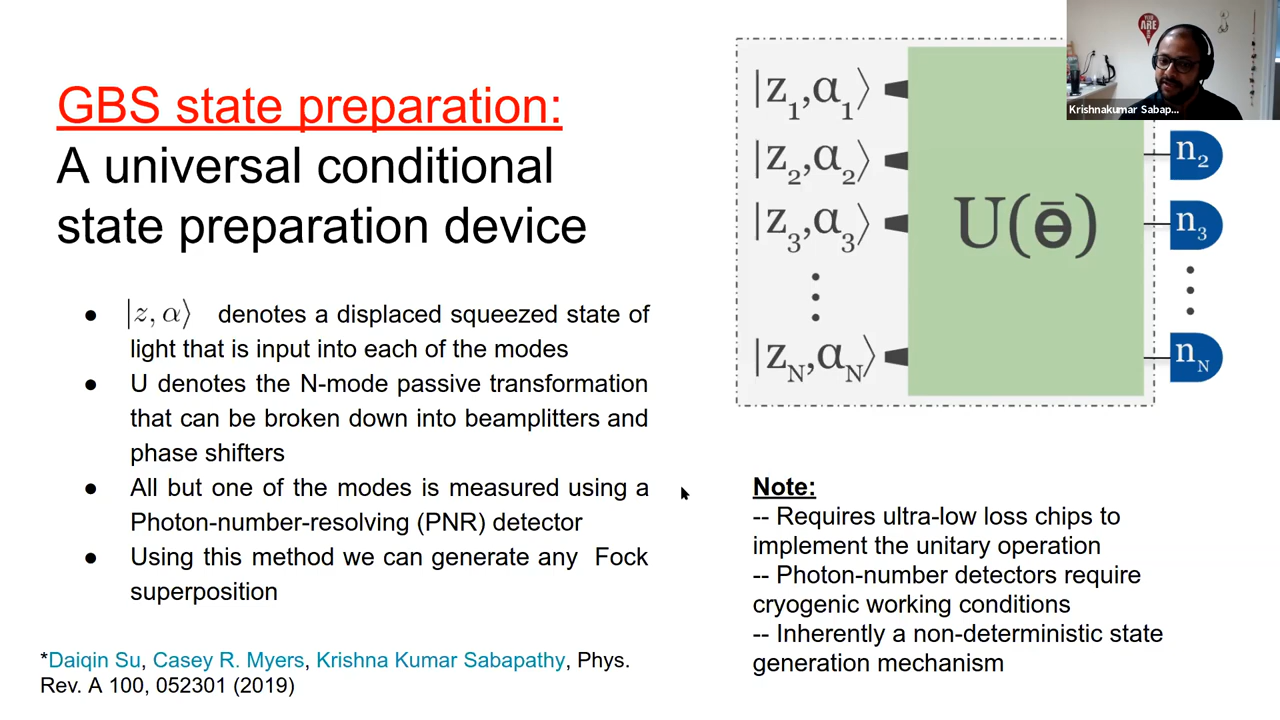 GBS state preparation:
A universal conditional
state preparation device
● |z, α⟩ denotes a displaced squeezed state of
light that is input into each of the modes
● U denotes the N-mode passive transformation
that can be broken down into beamplitters and
phase shifters
● All but one of the modes is measured using a
Photon-number-resolving (PNR) detector
● Using this method we can generate any Fock
superposition
*Daiqin Su, Casey R. Myers, Krishna Kumar Sabapathy, Phys.
Rev. A 100, 052301 (2019)
|z₁,α₁⟩
|z₂,α₂⟩
|z₃,α₃⟩
|z_N,α_N⟩
U(ө̄)
n₂
n₃
n_N
YOU
ARE
Krishnakumar Sabap...
Note:
-- Requires ultra-low loss chips to
implement the unitary operation
-- Photon-number detectors require
cryogenic working conditions
-- Inherently a non-deterministic state
generation mechanism